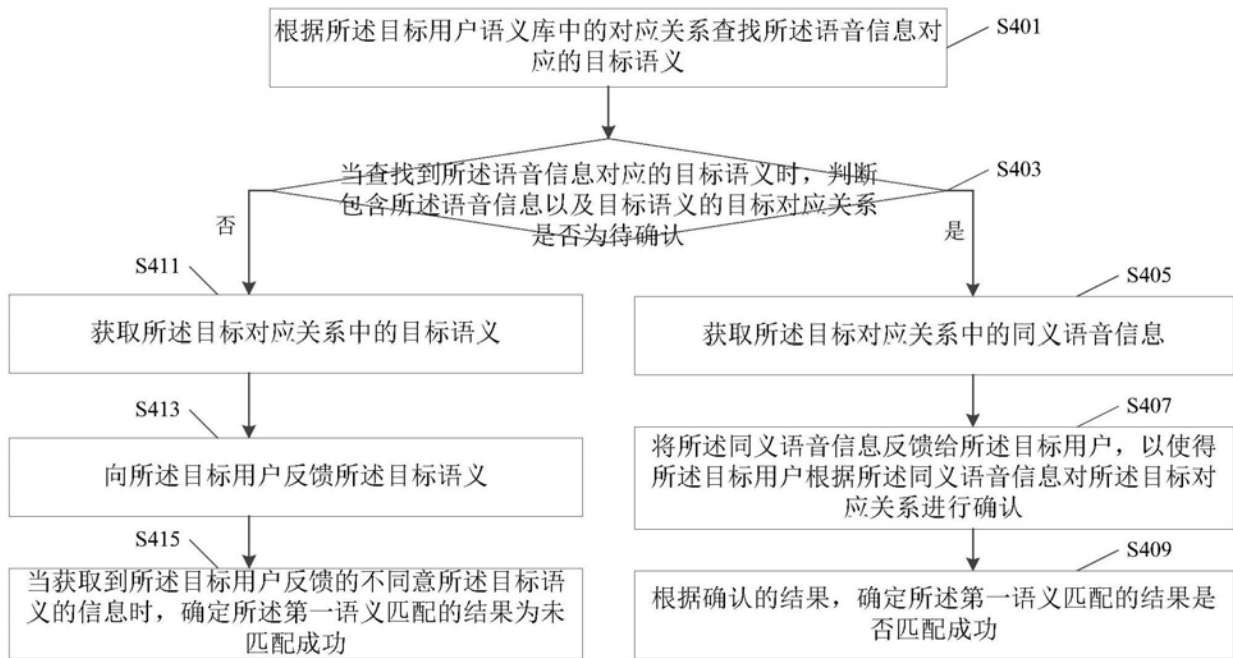 根据所述目标用户语义库中的对应关系查找所述语音信息对
应的目标语义
S401
当查找到所述语音信息对应的目标语义时，判断
包含所述语音信息以及目标语义的目标对应关系
是否为待确认
S403
否
是
S411
获取所述目标对应关系中的目标语义
S405
获取所述目标对应关系中的同义语音信息
S413
向所述目标用户反馈所述目标语义
S407
将所述同义语音信息反馈给所述目标用户，以使得
所述目标用户根据所述同义语音信息对所述目标对
应关系进行确认
S415
当获取到所述目标用户反馈的不同意所述目标语
义的信息时，确定所述第一语义匹配的结果为未
匹配成功
S409
根据确认的结果，确定所述第一语义匹配的结果是
否匹配成功